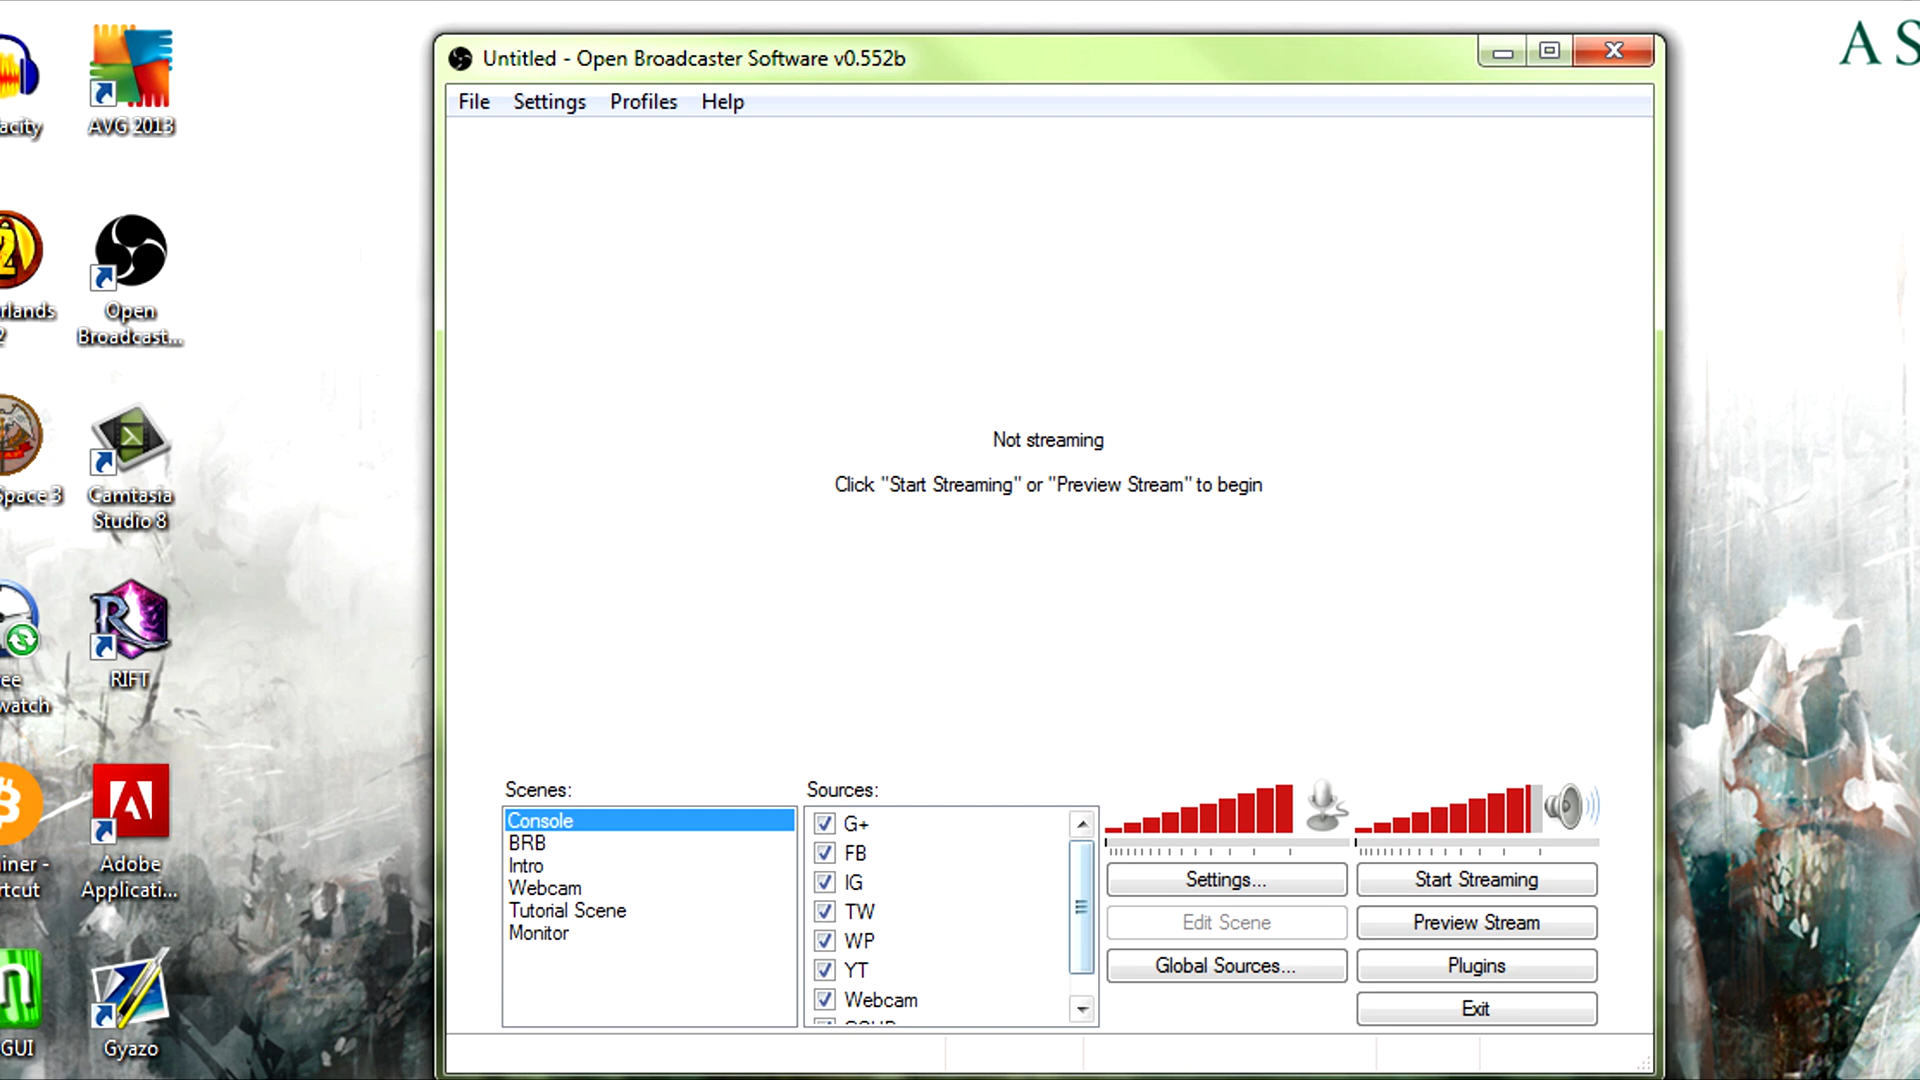 A S
acity
AVG 2013
rlands
2
Open
Broadcast...
Space 3
Camtasia
Studio 8
ee
watch
RIFT
iner -
rtcut
Adobe
Applicati...
GUI
Gyazo
Untitled - Open Broadcaster Software v0.552b
File Settings Profiles Help
Not streaming
Click "Start Streaming" or "Preview Stream" to begin
Scenes:
Console
BRB
Intro
Webcam
Tutorial Scene
Monitor
Sources:
G+
FB
IG
TW
WP
YT
Webcam
Settings...
Start Streaming
Edit Scene
Preview Stream
Global Sources...
Plugins
Exit